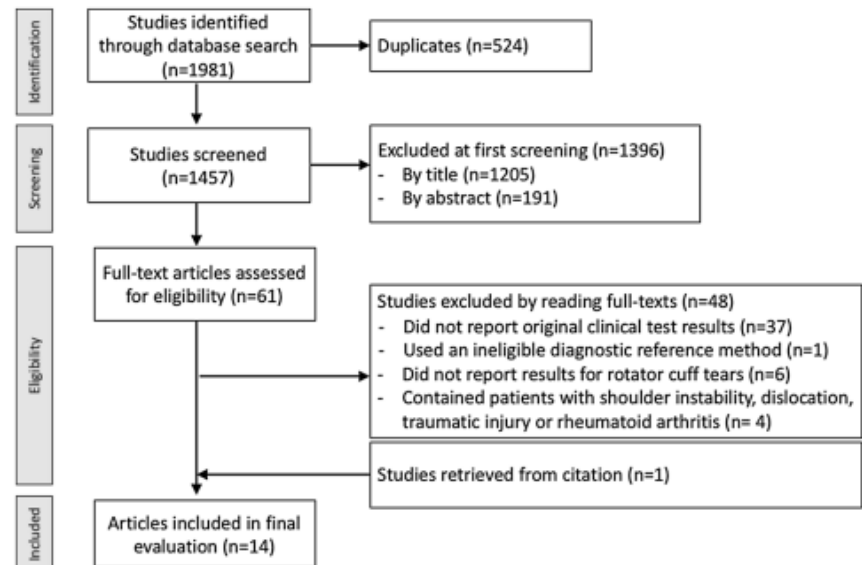 Identification
Studies identified
through database search
(n=1981)
Duplicates (n=524)
Screening
Studies screened
(n=1457)
Excluded at first screening (n=1396)
- By title (n=1205)
- By abstract (n=191)
Eligibility
Full-text articles assessed
for eligibility (n=61)
Studies excluded by reading full-texts (n=48)
- Did not report original clinical test results (n=37)
- Used an ineligible diagnostic reference method (n=1)
- Did not report results for rotator cuff tears (n=6)
- Contained patients with shoulder instability, dislocation,
traumatic injury or rheumatoid arthritis (n= 4)
Studies retrieved from citation (n=1)
Included
Articles included in final
evaluation (n=14)